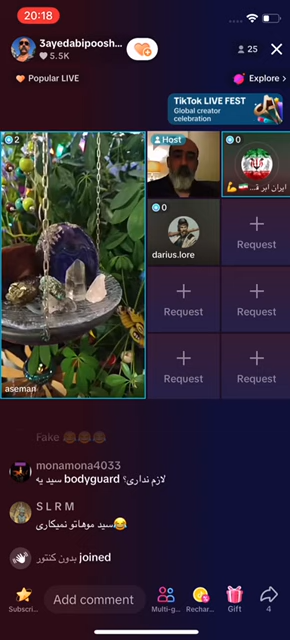 20:18
3ayedabipoosh...
5.5K
25
Popular LIVE
Explore >
TikTok LIVE FEST
Global creator
celebration
2
Host
0
ایران ابر ق...
0
darius.lore
Request
Request
Request
Request
Request
aseman
Fake
monamona4033
سید یه bodyguard لازم نداری؟
S L R M
سید موهاتو نمیکاری
بدون کنتور joined
Subscri...
Add comment
Multi-g...
Rechar...
Gift
4